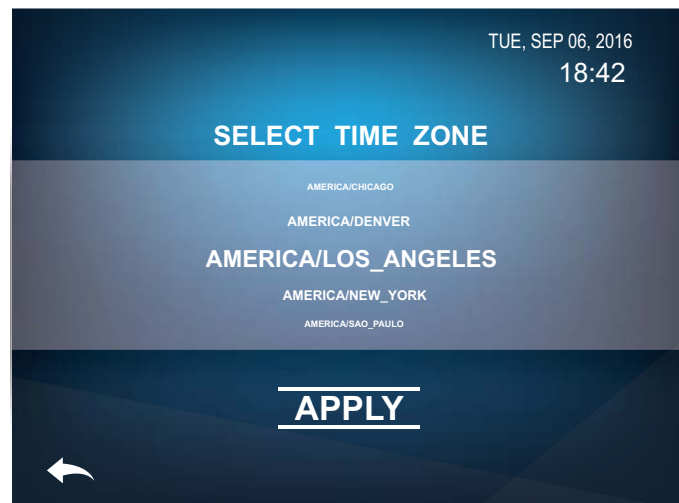 TUE, SEP 06, 2016
18:42
SELECT TIME ZONE
AMERICA/CHICAGO
AMERICA/DENVER
AMERICA/LOS_ANGELES
AMERICA/NEW_YORK
AMERICA/SAO_PAULO
APPLY